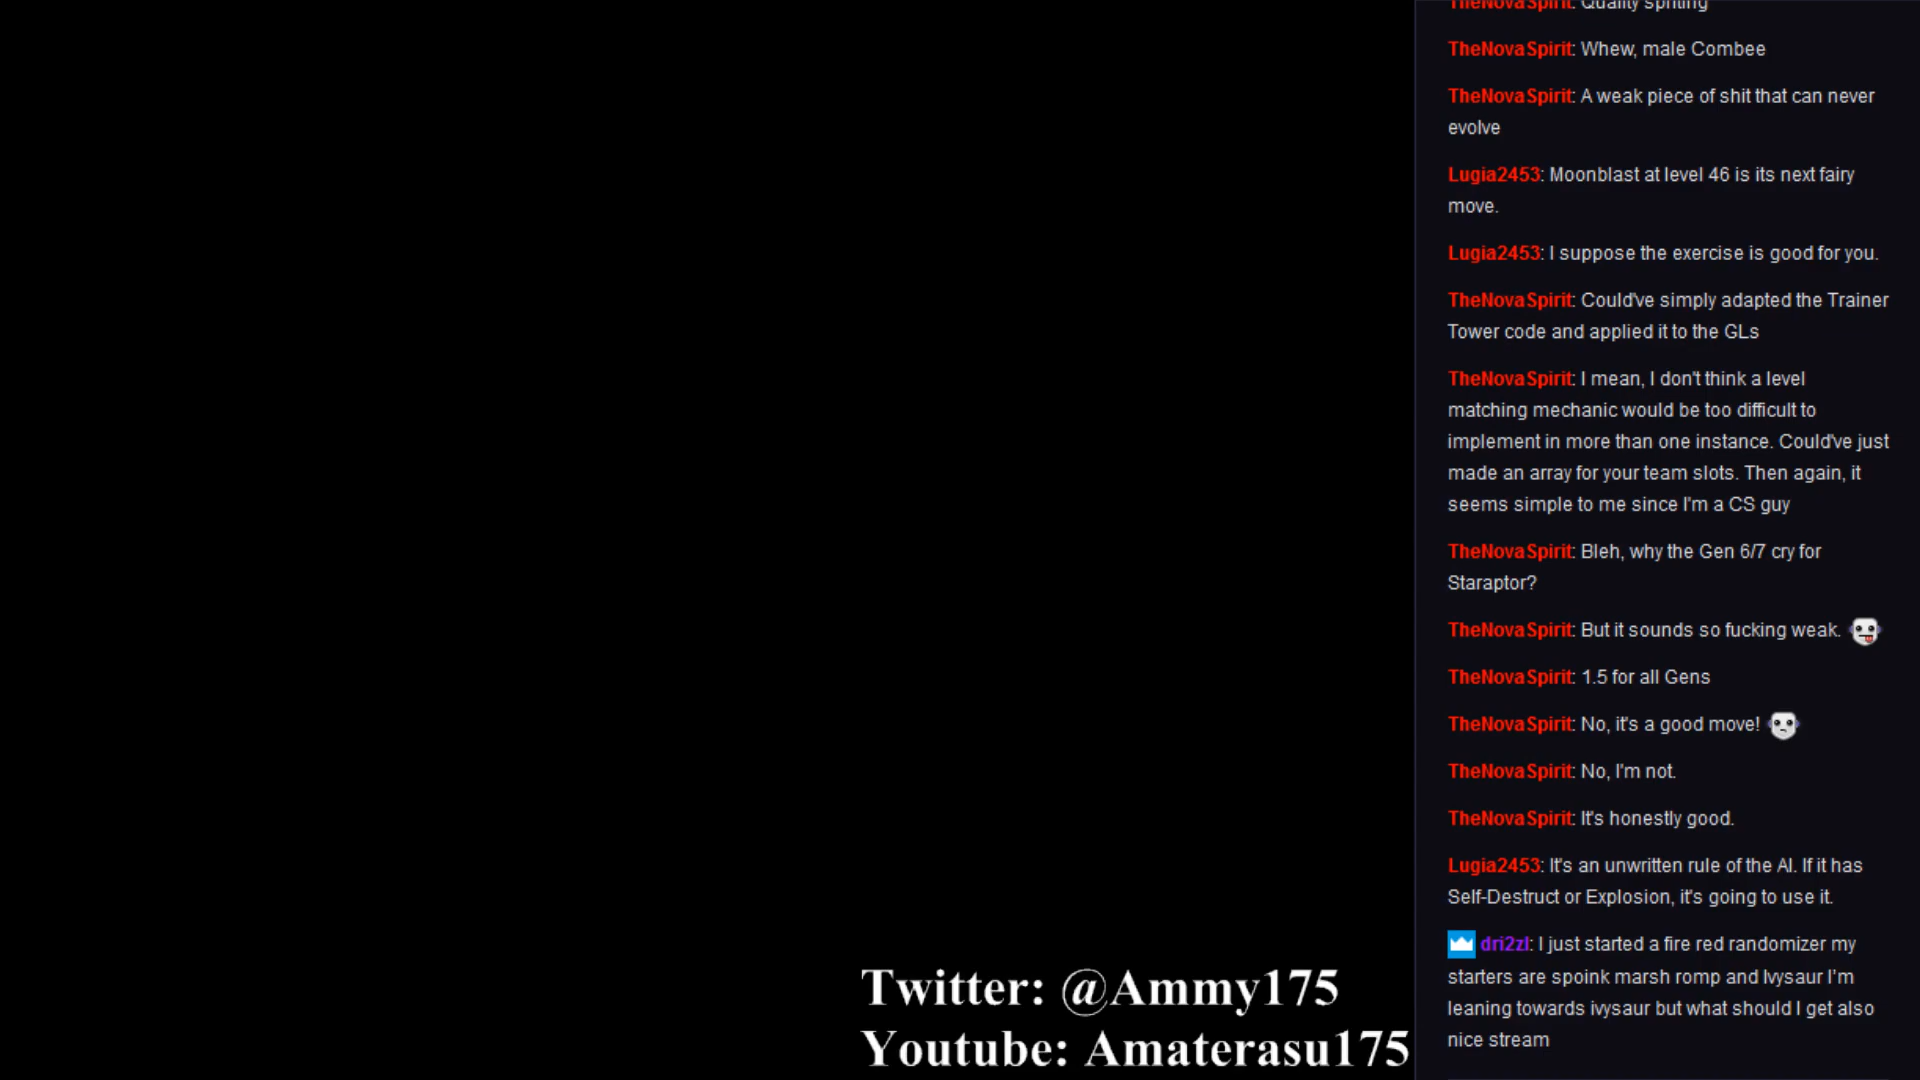 TheNovaSpirit: Quality spriting
TheNovaSpirit: Whew, male Combee
TheNovaSpirit: A weak piece of shit that can never
evolve
Lugia2453: Moonblast at level 46 is its next fairy
move.
Lugia2453: I suppose the exercise is good for you.
TheNovaSpirit: Could've simply adapted the Trainer
Tower code and applied it to the GLs
TheNovaSpirit: I mean, I don't think a level
matching mechanic would be too difficult to
implement in more than one instance. Could've just
made an array for your team slots. Then again, it
seems simple to me since I'm a CS guy
TheNovaSpirit: Bleh, why the Gen 6/7 cry for
Staraptor?
TheNovaSpirit: But it sounds so fucking weak.
TheNovaSpirit: 1.5 for all Gens
TheNovaSpirit: No, it's a good move!
TheNovaSpirit: No, I'm not.
TheNovaSpirit: It's honestly good.
Lugia2453: It's an unwritten rule of the AI. If it has
Self-Destruct or Explosion, it's going to use it.
dri2zl: I just started a fire red randomizer my
starters are spoink marsh romp and Ivysaur I'm
leaning towards ivysaur but what should I get also
nice stream
Twitter: @Ammy175
Youtube: Amaterasu175